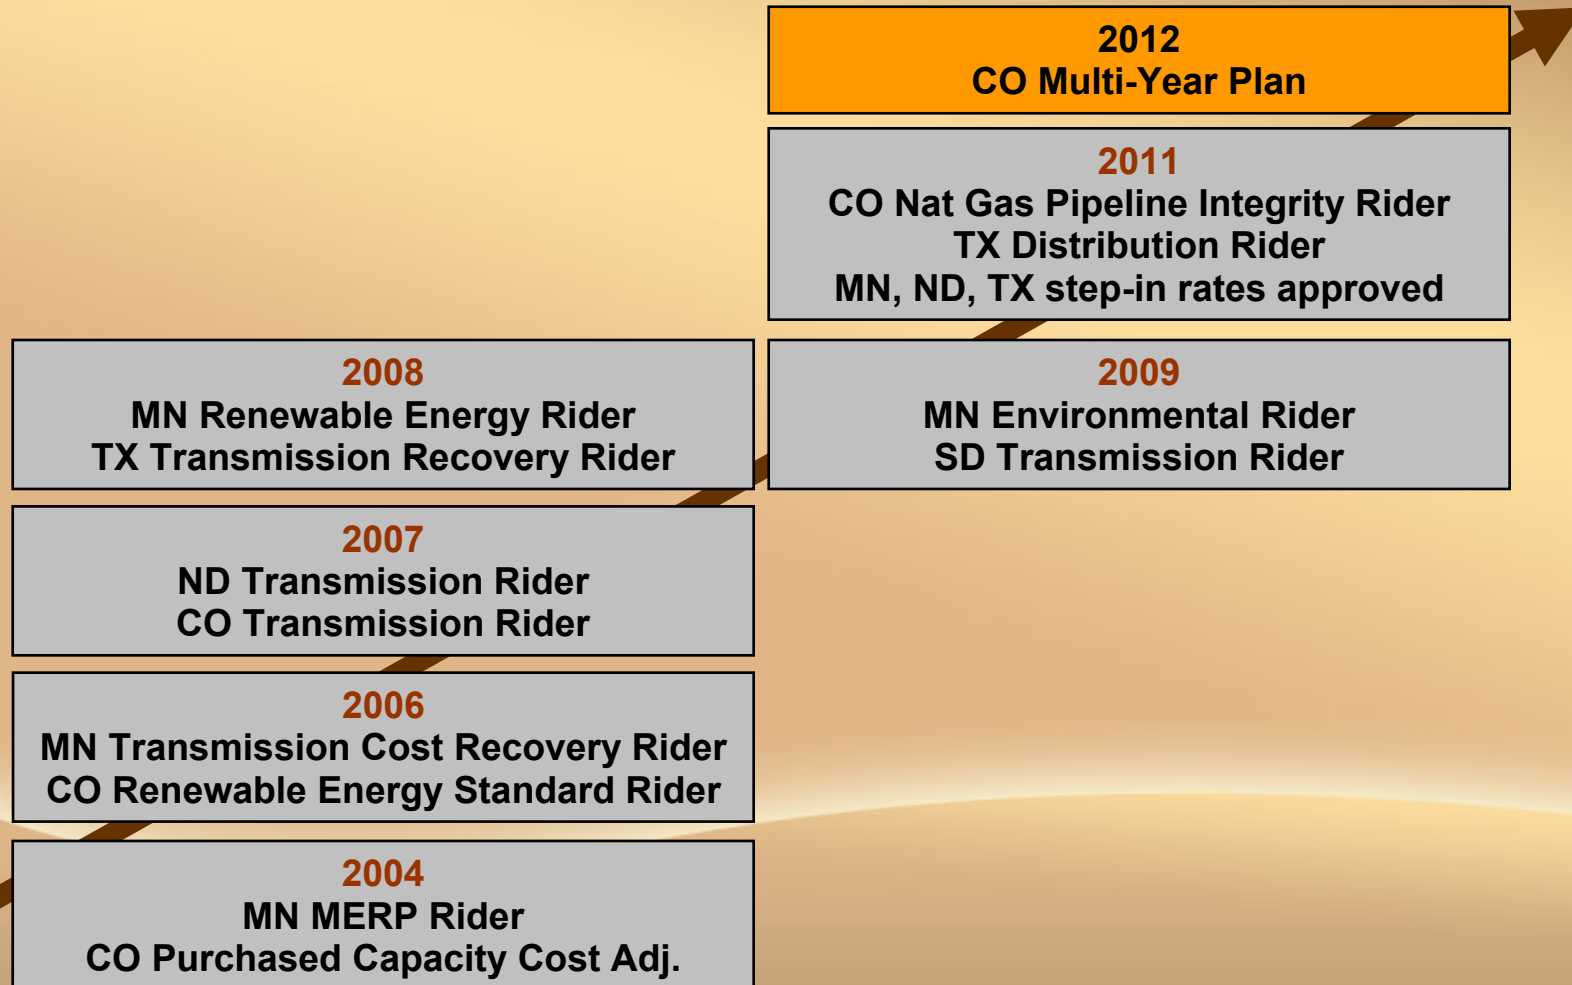 2012
CO Multi-Year Plan
2011
CO Nat Gas Pipeline Integrity Rider
TX Distribution Rider
MN, ND, TX step-in rates approved
2008
MN Renewable Energy Rider
TX Transmission Recovery Rider
2009
MN Environmental Rider
SD Transmission Rider
2007
ND Transmission Rider
CO Transmission Rider
2006
MN Transmission Cost Recovery Rider
CO Renewable Energy Standard Rider
2004
MN MERP Rider
CO Purchased Capacity Cost Adj.